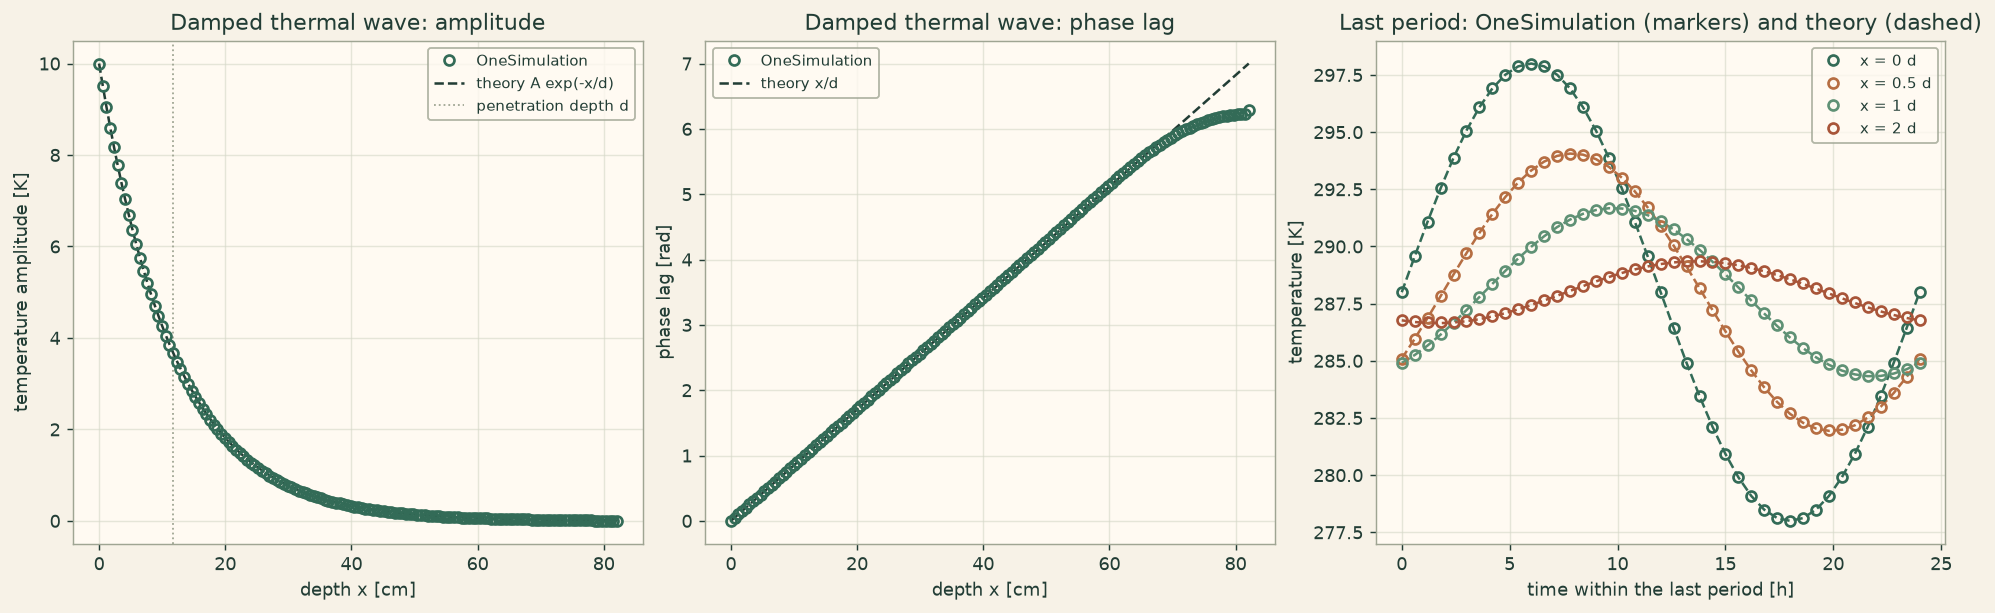 Damped thermal wave: amplitude
10
8
6
4
2
0
temperature amplitude [K]
OneSimulation
theory A exp(-x/d)
penetration depth d
0 20 40 60 80
depth x [cm]
Damped thermal wave: phase lag
7
6
5
4
3
2
1
0
phase lag [rad]
OneSimulation
theory x/d
0 20 40 60 80
depth x [cm]
Last period: OneSimulation (markers) and theory (dashed)
297.5
295.0
292.5
290.0
287.5
285.0
282.5
280.0
277.5
temperature [K]
x = 0 d
x = 0.5 d
x = 1 d
x = 2 d
0 5 10 15 20 25
time within the last period [h]